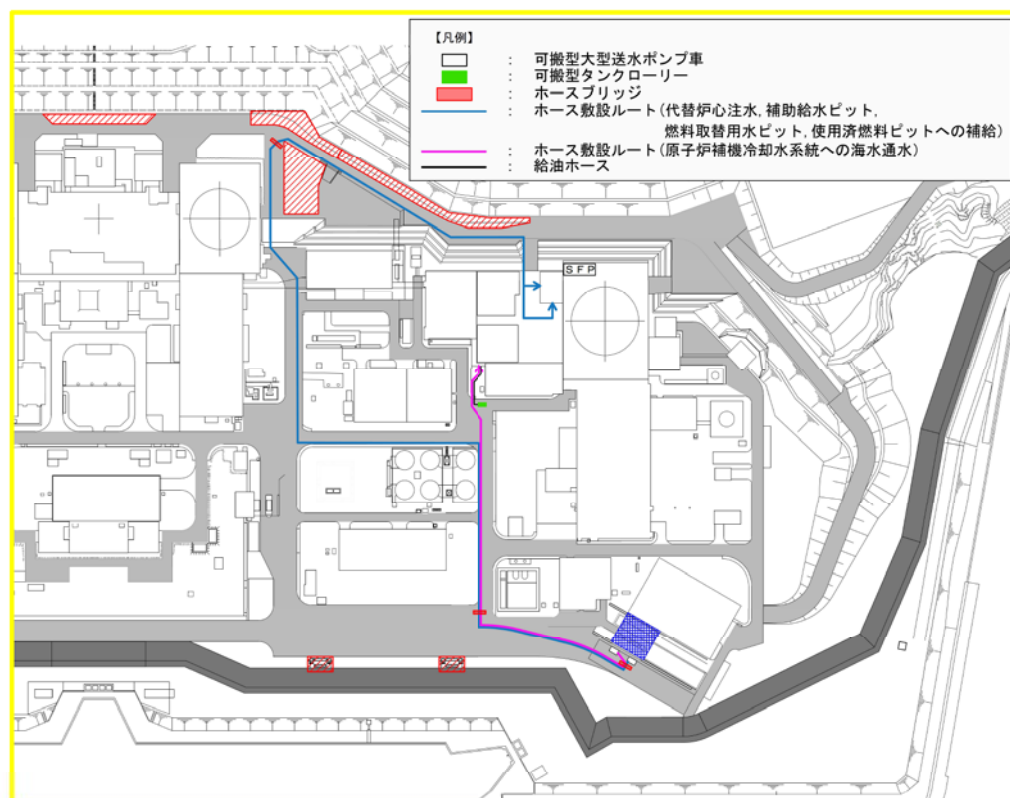 【凡例】
： 可搬型大型送水ポンプ車
： 可搬型タンクローリー
： ホースブリッジ
： ホース敷設ルート（代替炉心注水，補助給水ピット，
燃料取替用水ピット，使用済燃料ピットへの補給）
： ホース敷設ルート（原子炉補機冷却水系統への海水通水）
： 給油ホース
SFP